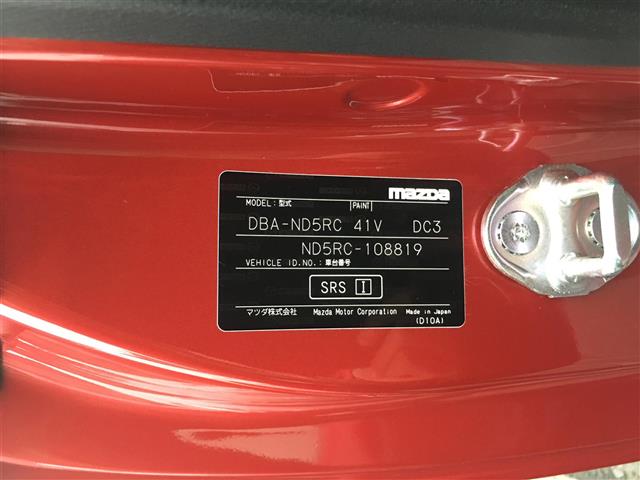 mazda
MODEL: 型式 PAINT
DBA-ND5RC 41V DC3
ND5RC-108819
VEHICLE ID.NO.: 車台番号
SRS I
マツダ株式会社 Mazda Motor Corporation Made in Japan
(D10A)